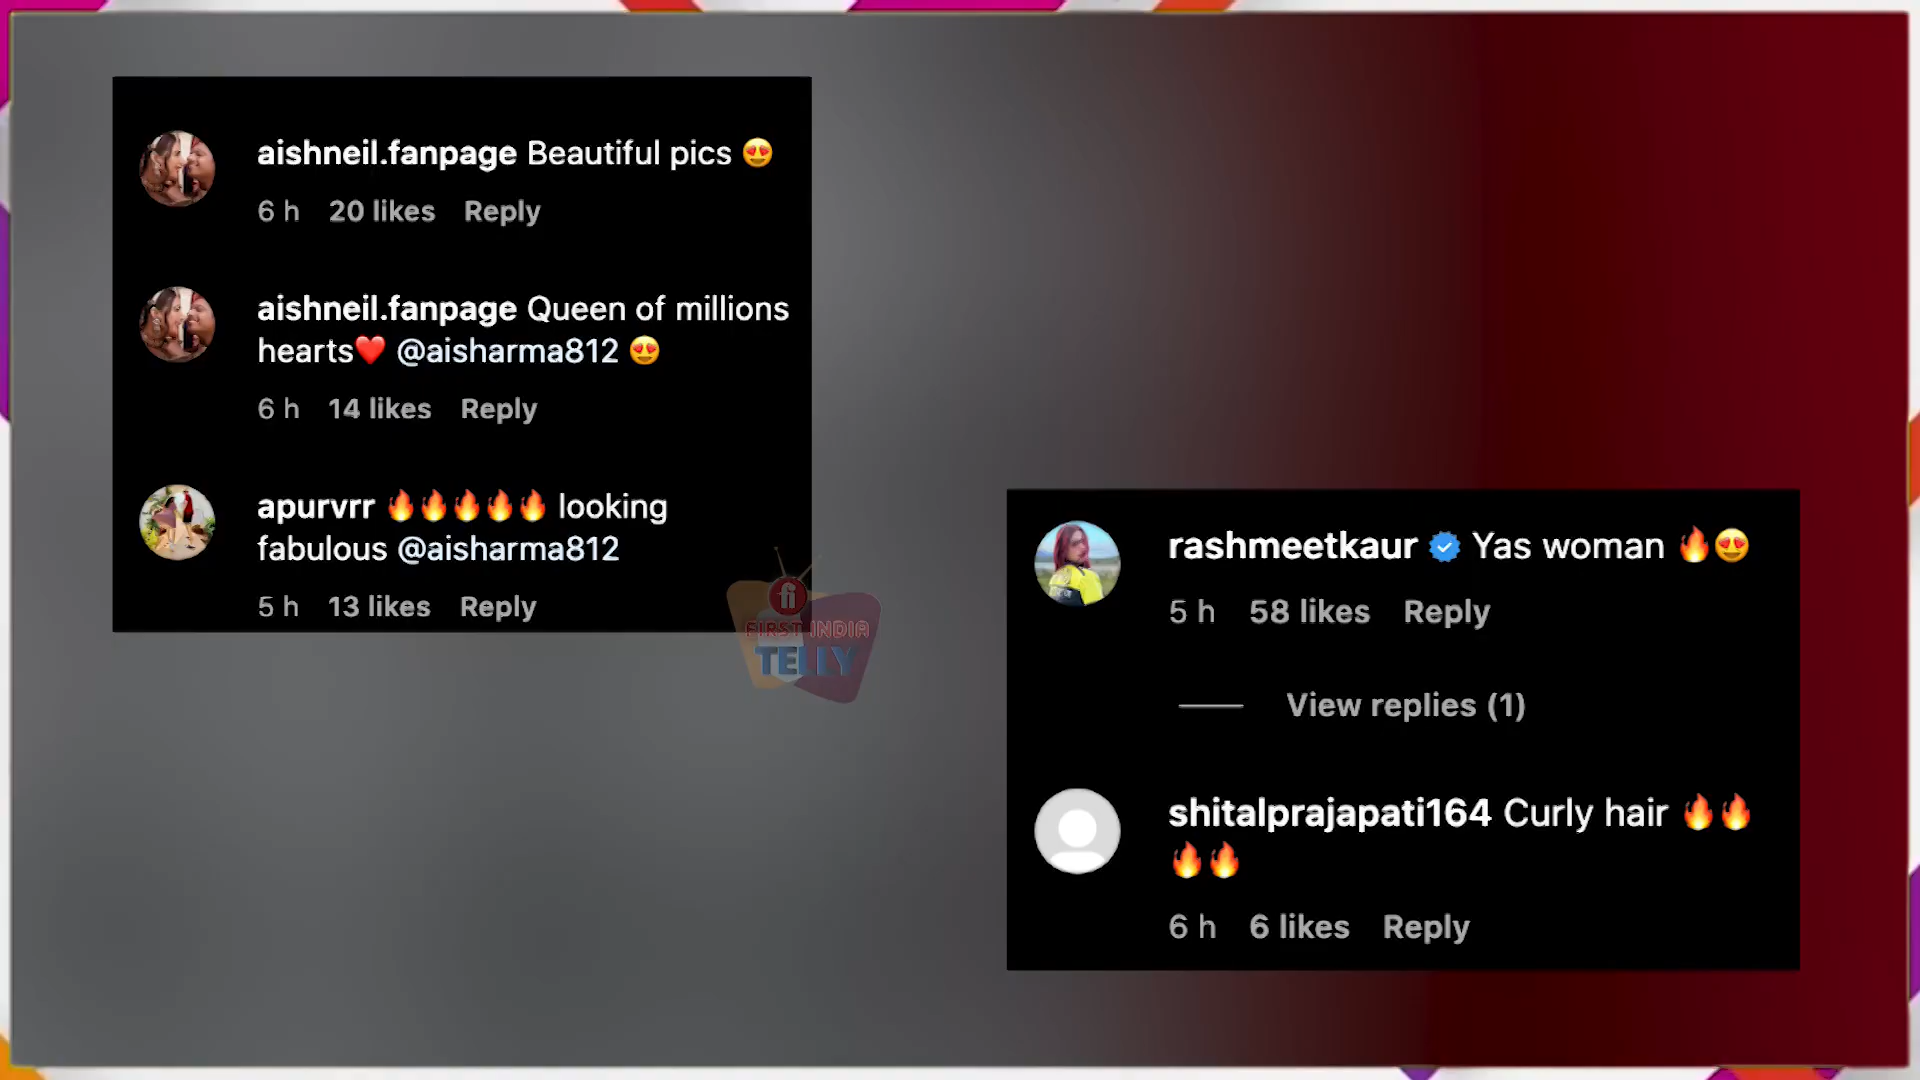 aishneil.fanpage Beautiful pics 😍
6 h 20 likes Reply
aishneil.fanpage Queen of millions
hearts❤️ @aisharma812 😍
6 h 14 likes Reply
apurvrr 🔥🔥🔥🔥🔥 looking
fabulous @aisharma812
5 h 13 likes Reply
fi
FIRST INDIA
TELLY
rashmeetkaur Yas woman 🔥😍
5 h 58 likes Reply
View replies (1)
shitalprajapati164 Curly hair 🔥🔥
🔥🔥
6 h 6 likes Reply